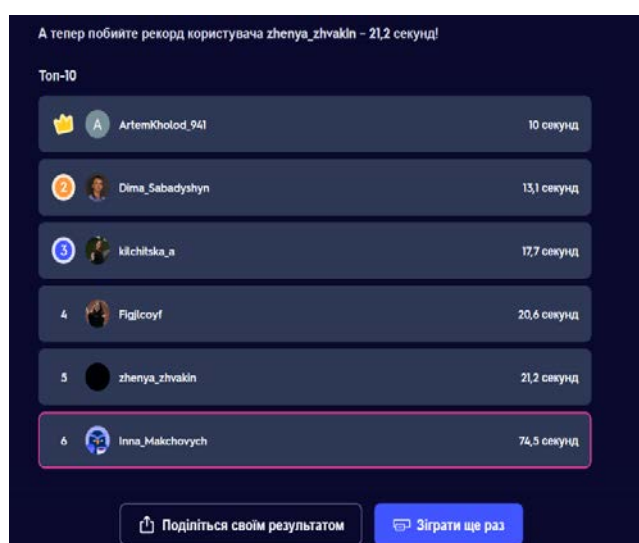 А тепер побийте рекорд користувача zhenya_zhvakin – 21,2 секунд!
Топ-10
A ArtemKholod_941 10 секунд
2 Dima_Sabadyshyn 13,1 секунд
3 kilchitska_a 17,7 секунд
4 Figjlcoyf 20,6 секунд
5 zhenya_zhvakin 21,2 секунд
6 Inna_Makchovych 74,5 секунд
Поділіться своїм результатом Зіграти ще раз